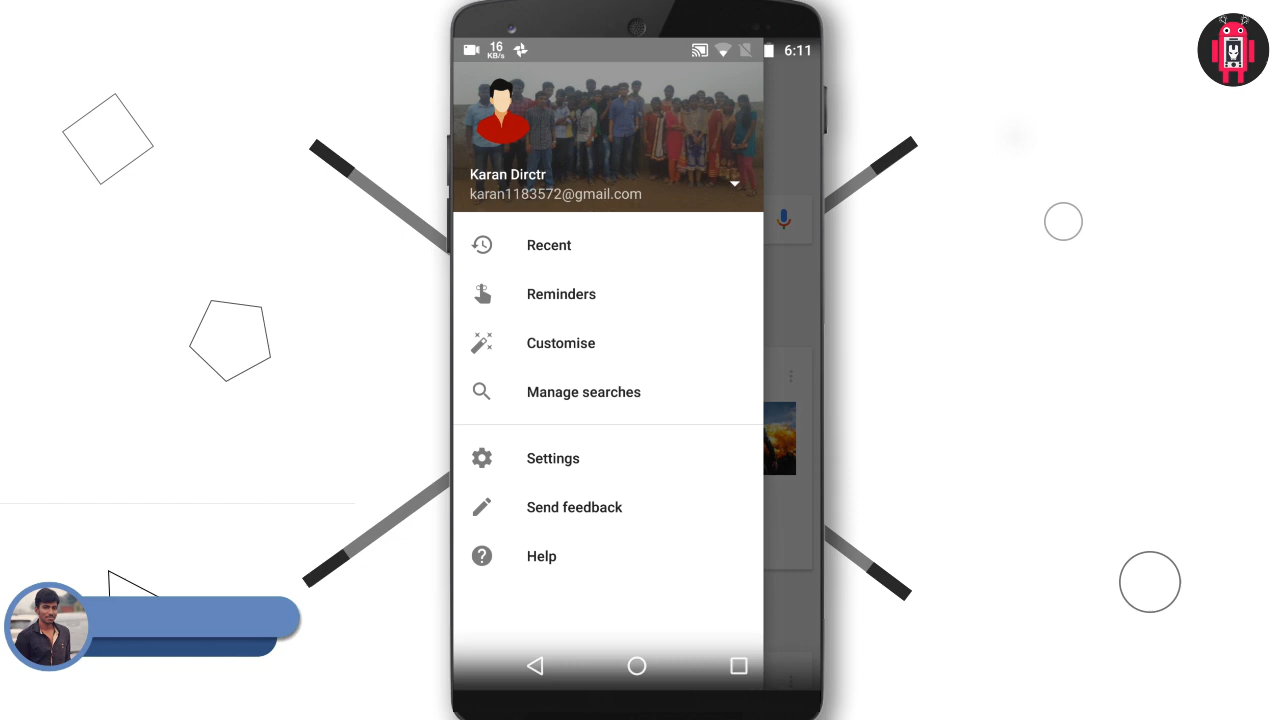 16
KB/s
6:11
Karan Dirctr
karan1183572@gmail.com
Recent
Reminders
Customise
Manage searches
Settings
Send feedback
Help